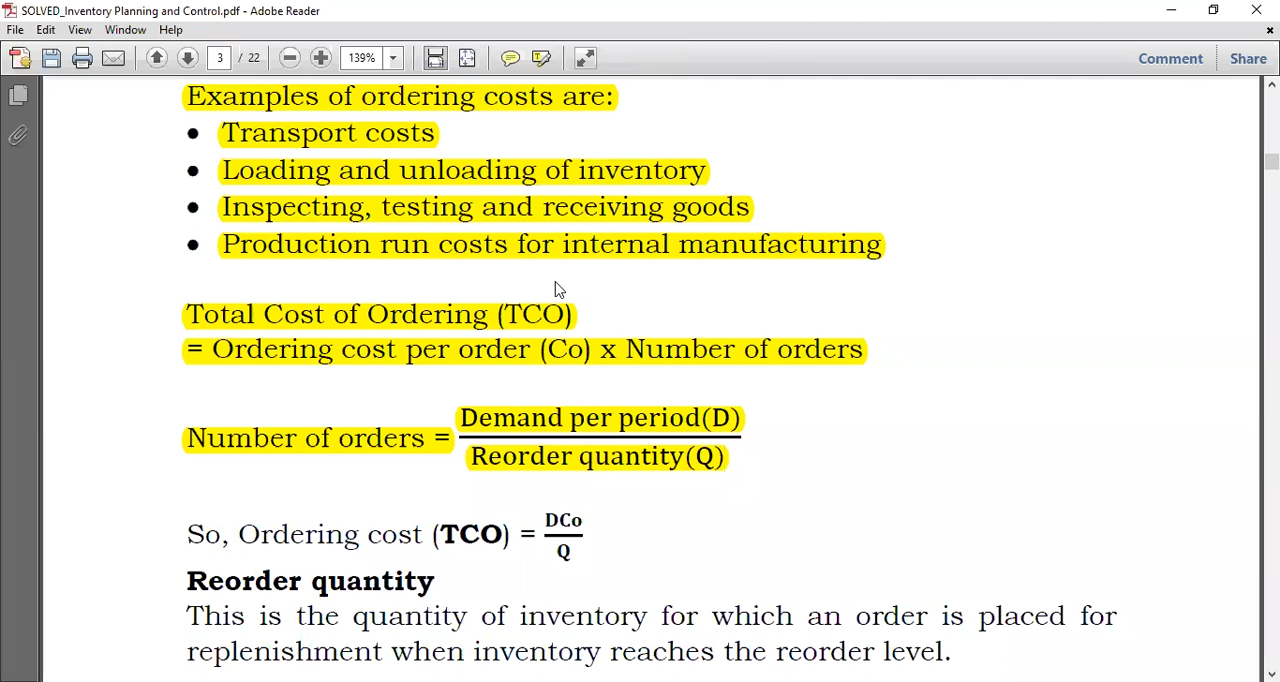 SOLVED_Inventory Planning and Control.pdf - Adobe Reader
File Edit View Window Help
3 / 22 139% Comment Share
Examples of ordering costs are:
• Transport costs
• Loading and unloading of inventory
• Inspecting, testing and receiving goods
• Production run costs for internal manufacturing
Total Cost of Ordering (TCO)
= Ordering cost per order (Co) x Number of orders
Number of orders = Demand per period(D)
Reorder quantity(Q)
So, Ordering cost (TCO) = DCo
Q
Reorder quantity
This is the quantity of inventory for which an order is placed for
replenishment when inventory reaches the reorder level.